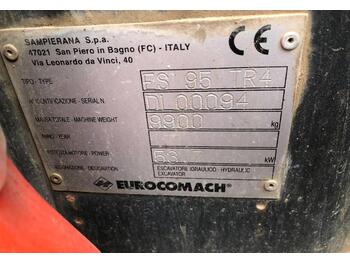 SAMPIERANA S.p.a.
47021 San Piero in Bagno (FC) - ITALY
Via Leonardo da Vinci, 40
CE
TIPO - TYPE
ES 95 TR4
N° IDENTIFICAZIONE - SERIAL N.
DL00094
MASSA TOTALE - MACHINE WEIGHT
9900
kg
ANNO - YEAR
POTENZA MOTORE - POWER
kW
DESIGNAZIONE - DESIGNATION
ESCAVATORE IDRAULICO - HYDRAULIC
EXCAVATOR
EUROCOMACH®